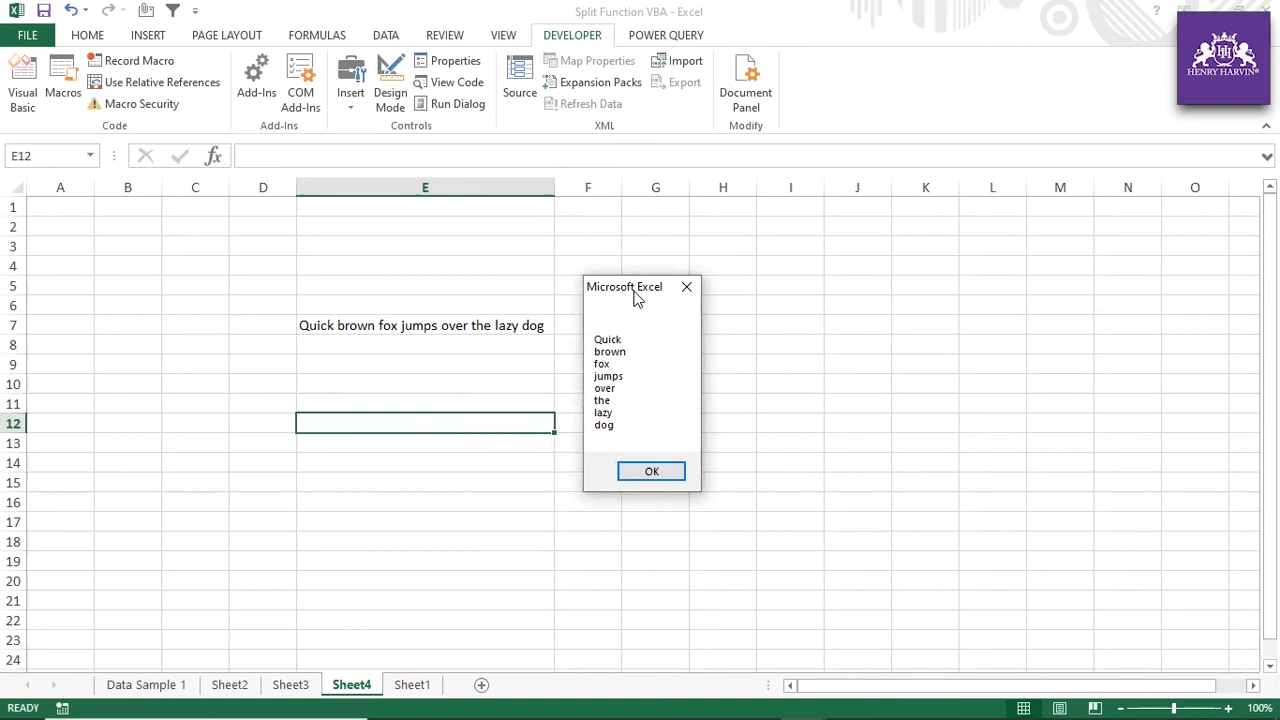 Split Function VBA - Excel
FILE HOME INSERT PAGE LAYOUT FORMULAS DATA REVIEW VIEW DEVELOPER POWER QUERY
HENRY HARVIN®
Visual Basic
Macros
Record Macro
Use Relative References
Macro Security
Code
Add-Ins
COM Add-Ins
Add-Ins
Insert
Design Mode
Properties
View Code
Run Dialog
Controls
Source
Map Properties
Expansion Packs
Refresh Data
Import
Export
XML
Document Panel
Modify
E12
fx
A B C D E F G H I J K L M N O
1
2
3
4
5
6
7 Quick brown fox jumps over the lazy dog
8
9
10
11
12
13
14
15
16
17
18
19
20
21
22
23
24
Microsoft Excel
Quick
brown
fox
jumps
over
the
lazy
dog
OK
Data Sample 1 Sheet2 Sheet3 Sheet4 Sheet1
READY
100%